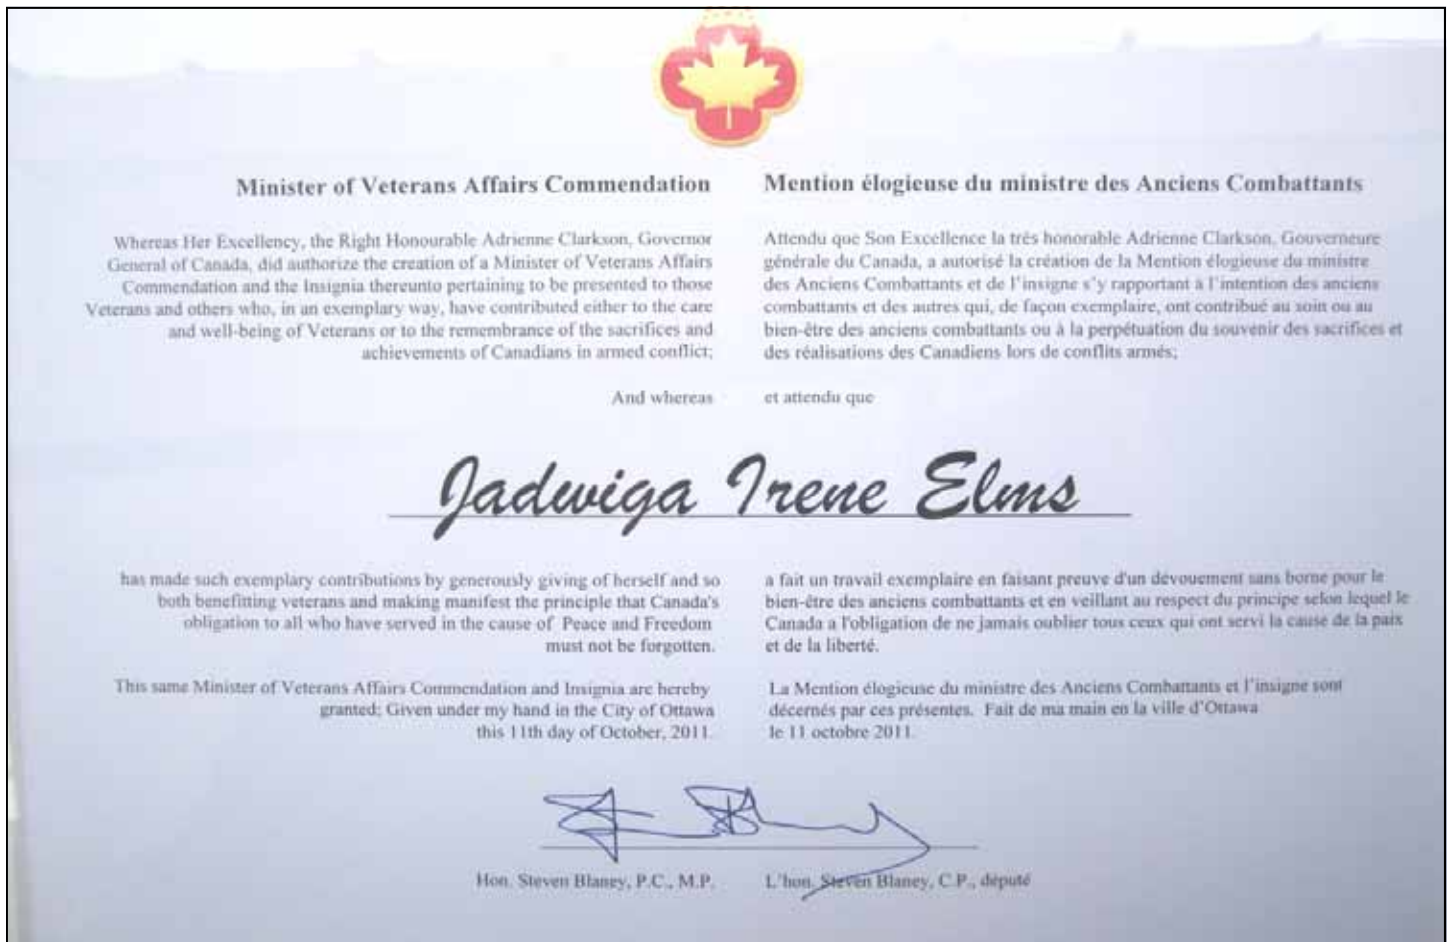 Minister of Veterans Affairs Commendation
Whereas Her Excellency, the Right Honourable Adrienne Clarkson, Governor
General of Canada, did authorize the creation of a Minister of Veterans Affairs
Commendation and the Insignia thereunto pertaining to be presented to those
Veterans and others who, in an exemplary way, have contributed either to the care
and well-being of Veterans or to the remembrance of the sacrifices and
achievements of Canadians in armed conflict;
And whereas
Mention élogieuse du ministre des Anciens Combattants
Attendu que Son Excellence la très honorable Adrienne Clarkson, Gouverneure
générale du Canada, a autorisé la création de la Mention élogieuse du ministre
des Anciens Combattants et de l'insigne s'y rapportant à l'intention des anciens
combattants et des autres qui, de façon exemplaire, ont contribué au soin ou au
bien-être des anciens combattants ou à la perpétuation du souvenir des sacrifices et
des réalisations des Canadiens lors de conflits armés;
et attendu que
Jadwiga Irene Elms
has made such exemplary contributions by generously giving of herself and so
both benefitting veterans and making manifest the principle that Canada's
obligation to all who have served in the cause of Peace and Freedom
must not be forgotten.
This same Minister of Veterans Affairs Commendation and Insignia are hereby
granted; Given under my hand in the City of Ottawa
this 11th day of October, 2011.
a fait un travail exemplaire en faisant preuve d'un dévouement sans borne pour le
bien-être des anciens combattants et en veillant au respect du principe selon lequel le
Canada a l'obligation de ne jamais oublier tous ceux qui ont servi la cause de la paix
et de la liberté.
La Mention élogieuse du ministre des Anciens Combattants et l'insigne sont
décernés par ces présentes. Fait de ma main en la ville d'Ottawa
le 11 octobre 2011.
Hon. Steven Blaney, P.C., M.P.
L'hon. Steven Blaney, C.P., député